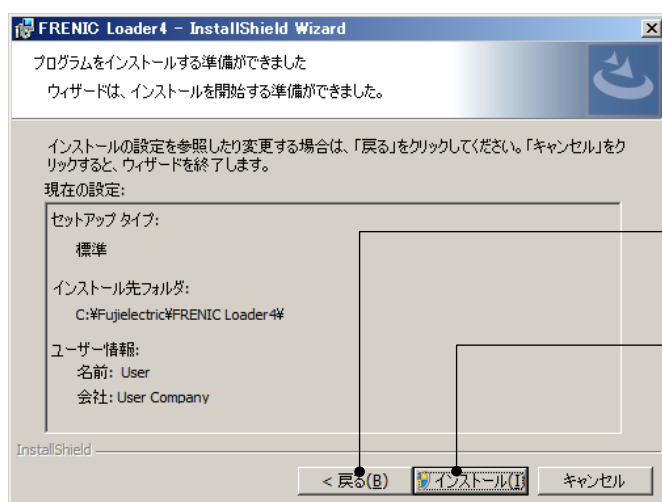 FRENIC Loader4 - InstallShield Wizard
プログラムをインストールする準備ができました
ウィザードは、インストールを開始する準備ができました。
インストールの設定を参照したり変更する場合は、「戻る」をクリックしてください。「キャンセル」をク
リックすると、ウィザードを終了します。
現在の設定:
セットアップ タイプ:
標準
インストール先フォルダ:
C:¥Fujielectric¥FRENIC Loader4¥
ユーザー情報:
名前: User
会社: User Company
InstallShield
< 戻る(B)
インストール(I)
キャンセル